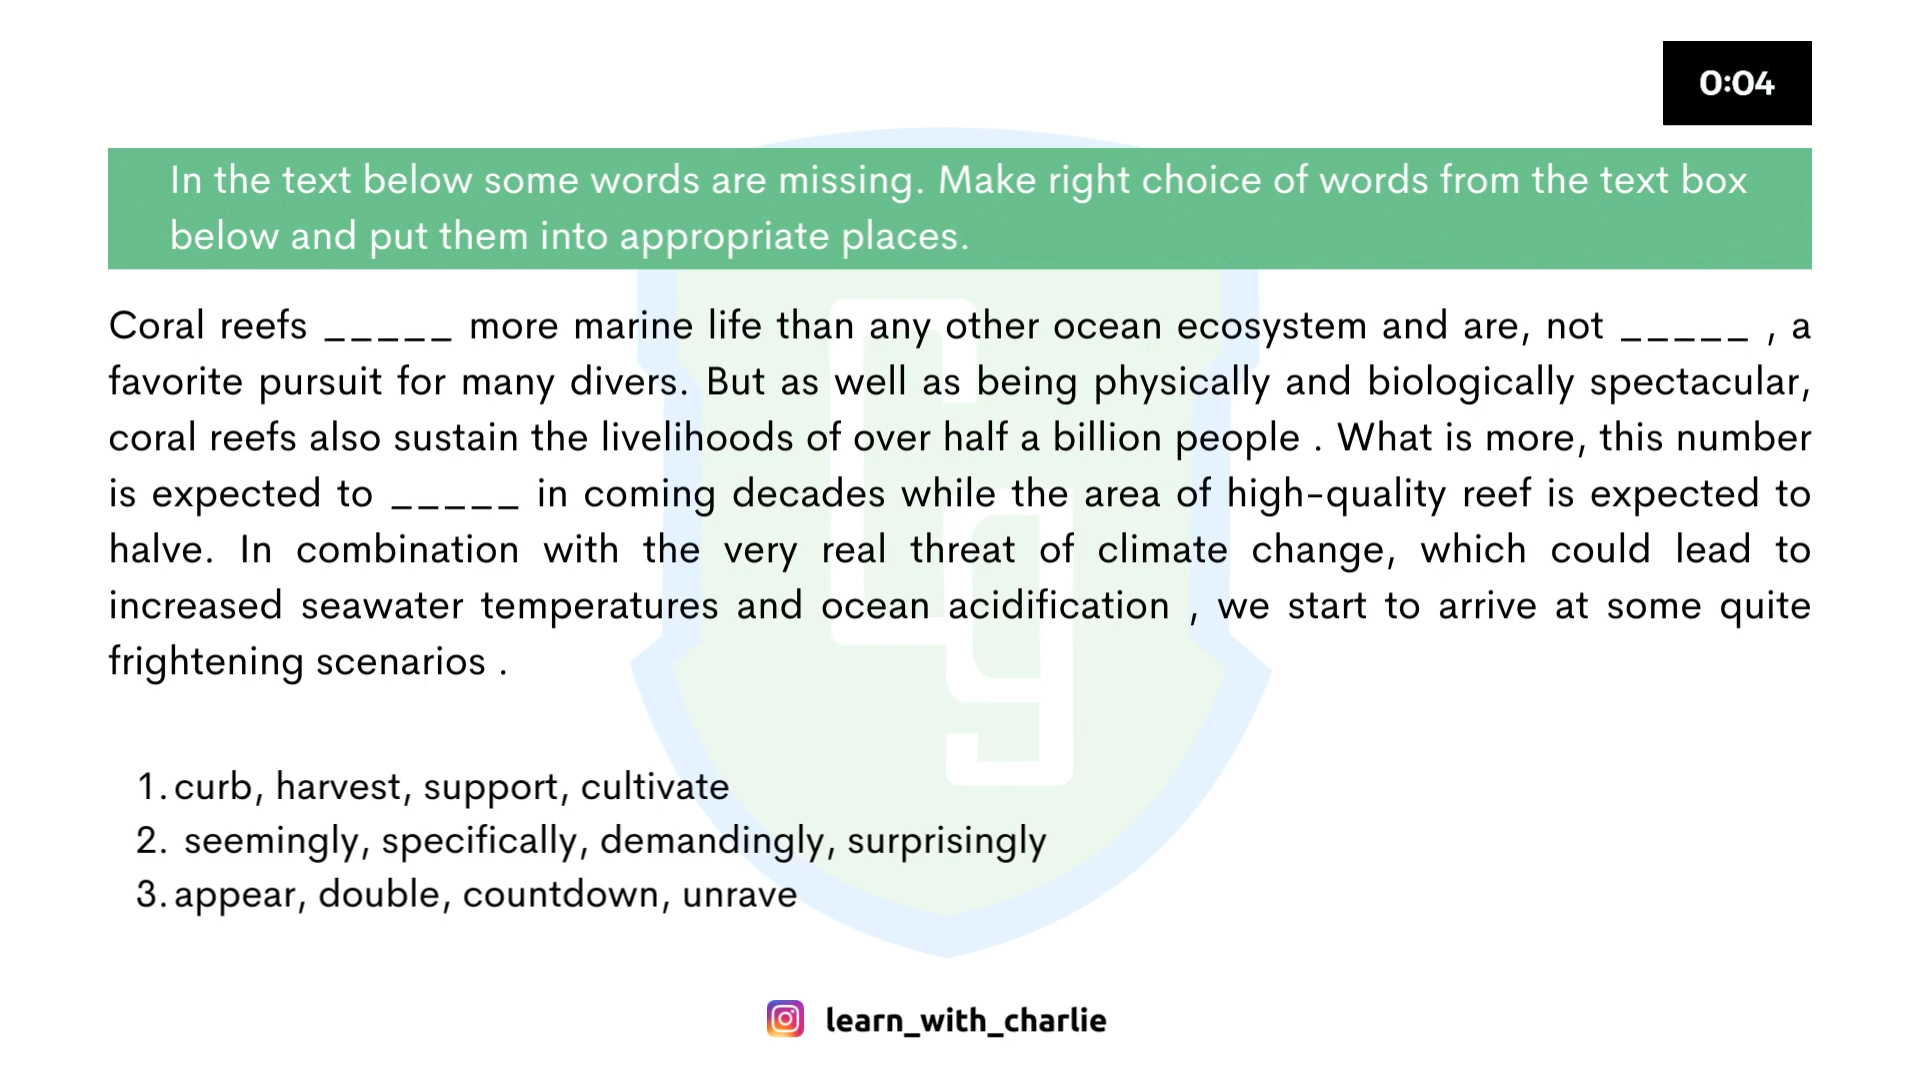 0:04
In the text below some words are missing. Make right choice of words from the text box
below and put them into appropriate places.
Coral reefs _____ more marine life than any other ocean ecosystem and are, not _____ , a
favorite pursuit for many divers. But as well as being physically and biologically spectacular,
coral reefs also sustain the livelihoods of over half a billion people . What is more, this number
is expected to _____ in coming decades while the area of high-quality reef is expected to
halve. In combination with the very real threat of climate change, which could lead to
increased seawater temperatures and ocean acidification , we start to arrive at some quite
frightening scenarios .
1. curb, harvest, support, cultivate
2. seemingly, specifically, demandingly, surprisingly
3. appear, double, countdown, unrave
learn_with_charlie